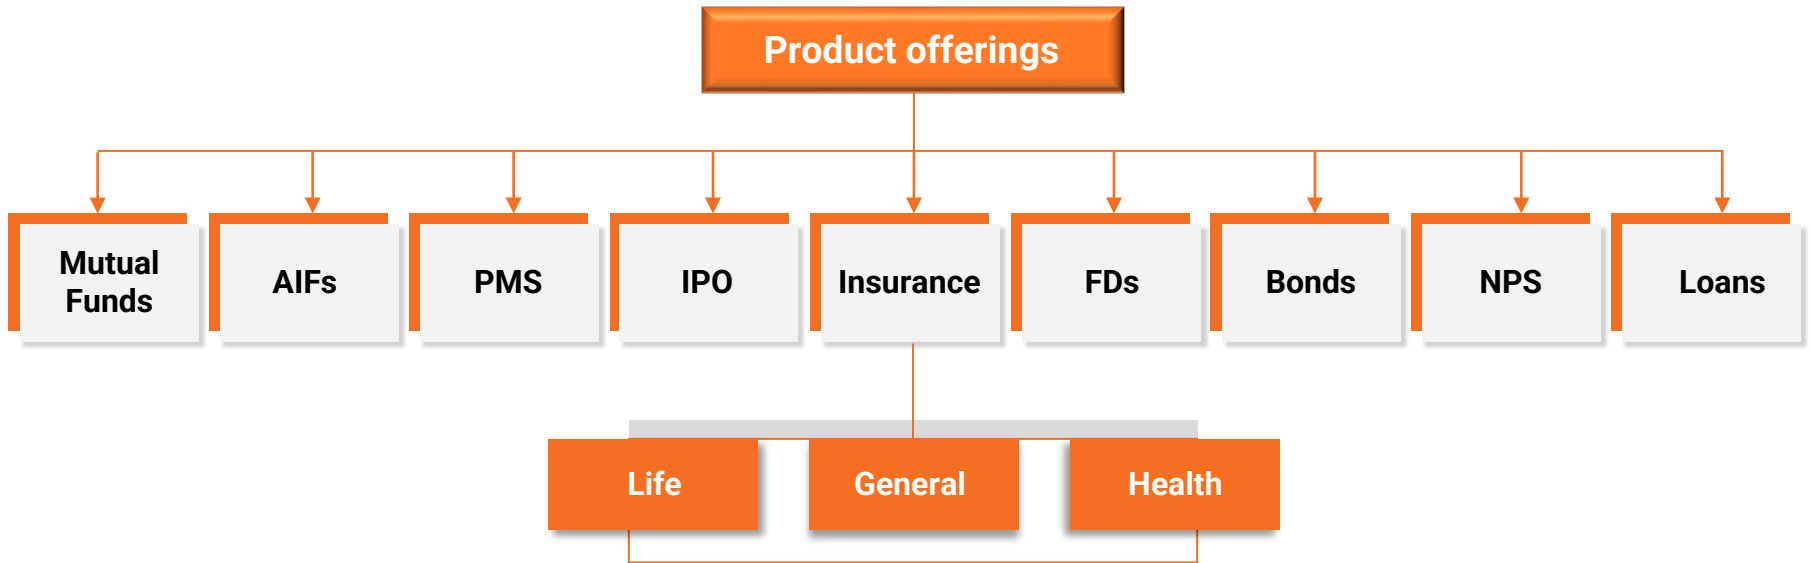 Product offerings
Mutual
Funds
AIFs
PMS
IPO
Insurance
FDs
Bonds
NPS
Loans
Life
General
Health